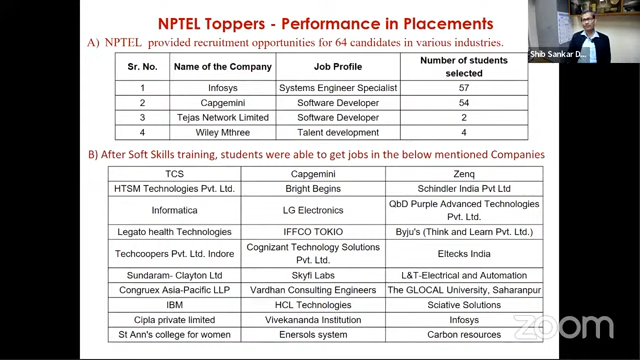 NPTEL Toppers - Performance in Placements
A) NPTEL provided recruitment opportunities for 64 candidates in various industries.
Sr. No. Name of the Company Job Profile Number of students selected
1 Infosys Systems Engineer Specialist 57
2 Capgemini Software Developer 54
3 Tejas Network Limited Software Developer 2
4 Wiley Mthree Talent development 4
B) After Soft Skills training, students were able to get jobs in the below mentioned Companies
TCS Capgemini Zenq
HTSM Technologies Pvt. Ltd. Bright Begins Schindler India Pvt Ltd
Informatica LG Electronics QbD Purple Advanced Technologies Pvt. Ltd.
Legato health Technologies IFFCO TOKIO Byju's (Think and Learn Pvt. Ltd.)
Techcoopers Pvt. Ltd. Indore Cognizant Technology Solutions Pvt. Ltd. Eltecks India
Sundaram- Clayton Ltd Skyfi Labs L&T-Electrical and Automation
Congruex Asia-Pacific LLP Vardhan Consulting Engineers The GLOCAL University, Saharanpur
IBM HCL Technologies Sciative Solutions
Cipla private limited Vivekananda Institution Infosys
St Ann's college for women Enersols system Carbon resources
Shib Sankar D...
zoom